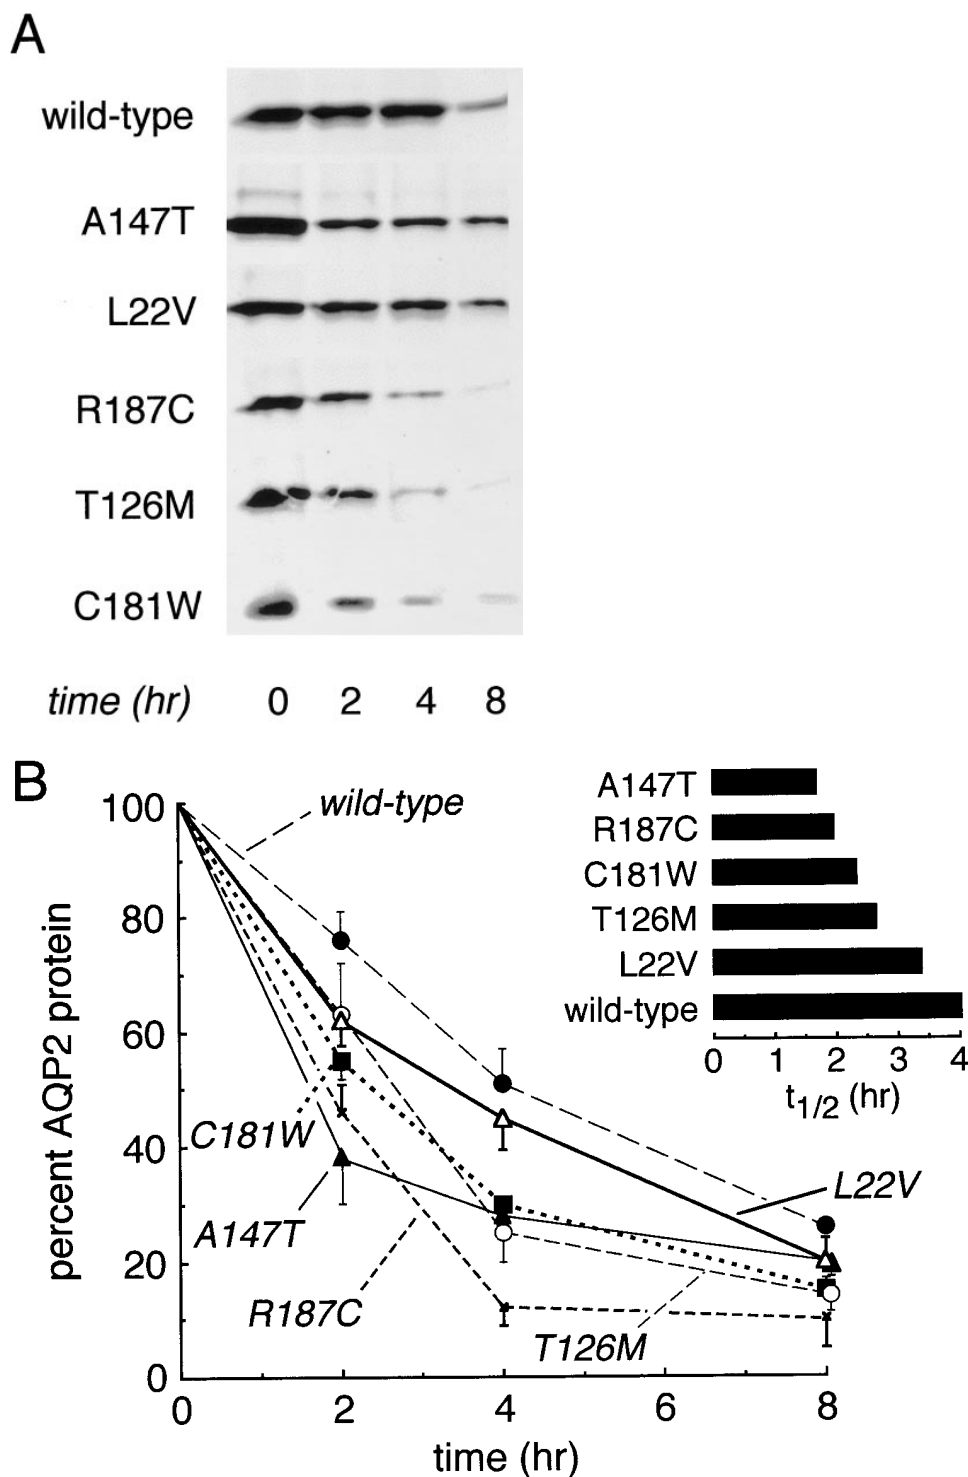 A
wild-type
A147T
L22V
R187C
T126M
C181W
time (hr) 0 2 4 8
B
100
80
60
40
20
0
percent AQP2 protein
0 2 4 8
time (hr)
wild-type
C181W
A147T
R187C
T126M
L22V
A147T
R187C
C181W
T126M
L22V
wild-type
0 1 2 3 4
t1/2 (hr)